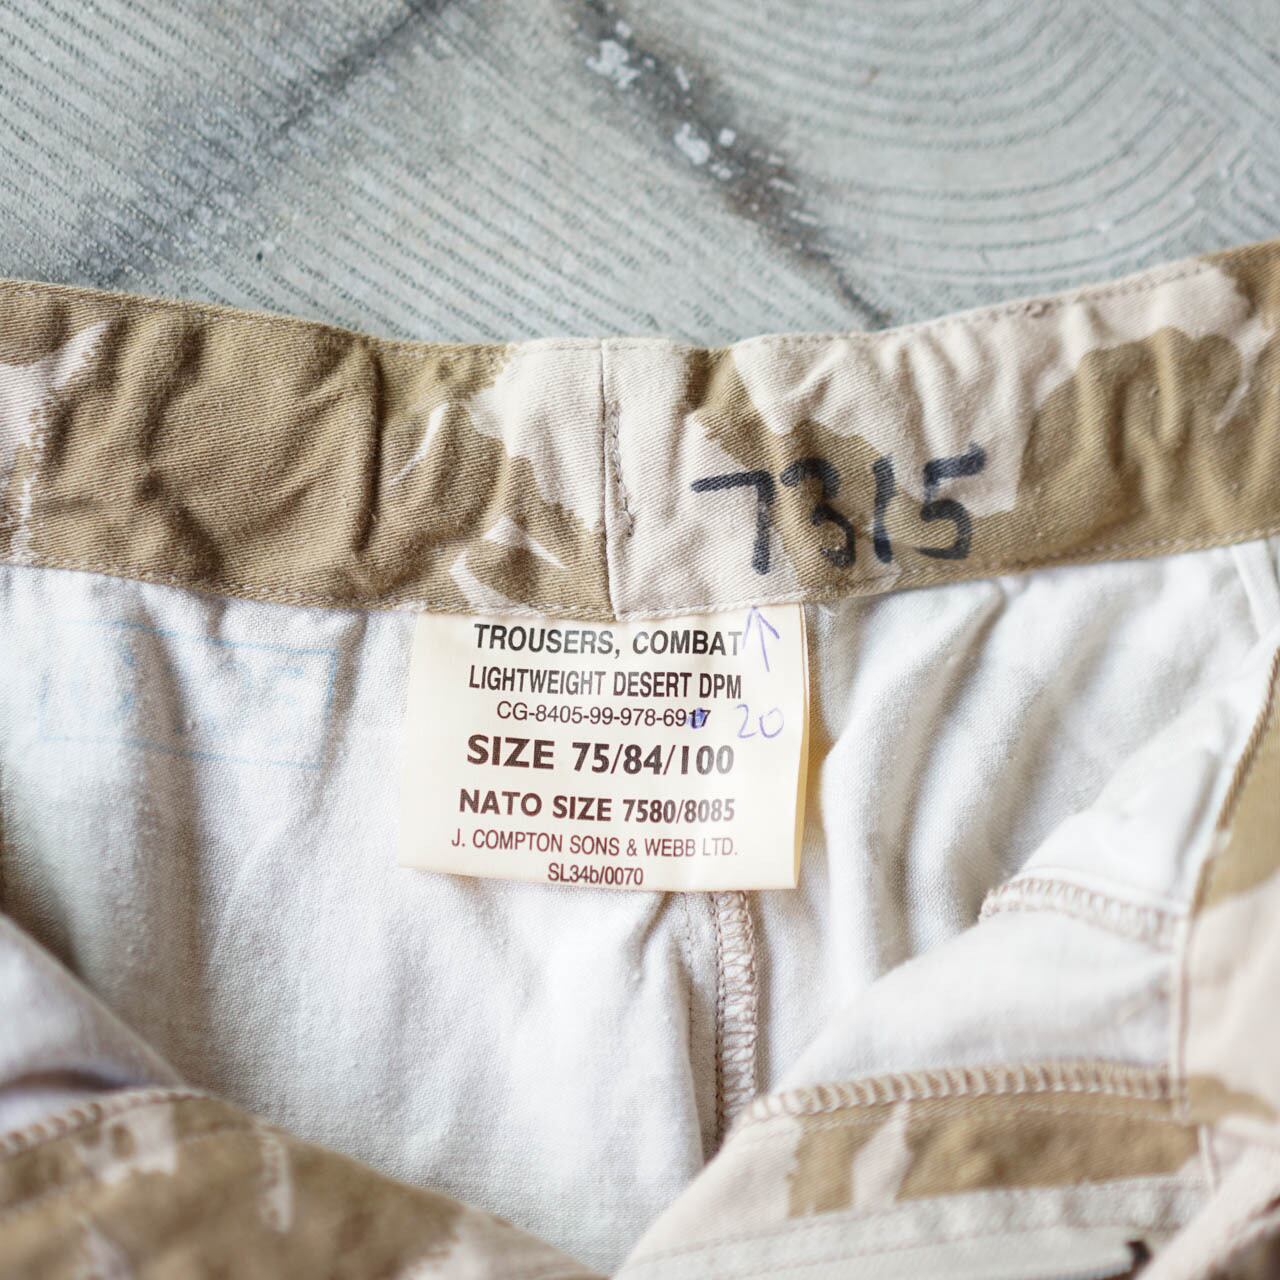 7315
TROUSERS, COMBAT
LIGHTWEIGHT DESERT DPM
CG-8405-99-978-6917
20
SIZE 75/84/100
NATO SIZE 7580/8085
J. COMPTON SONS & WEBB LTD.
SL34b/0070